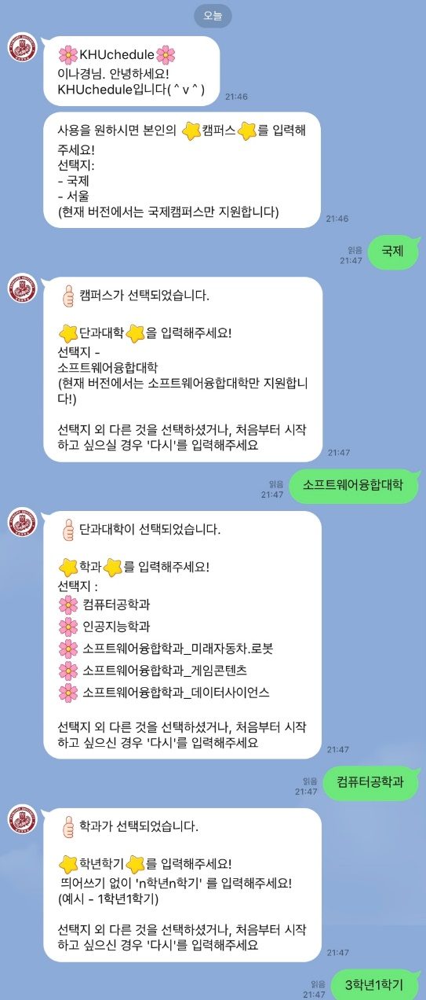 오늘
KHUchedule
이나경님. 안녕하세요!
KHUchedule입니다( ^ v ^ )
21:46
사용을 원하시면 본인의 캠퍼스를 입력해
주세요!
선택지:
- 국제
- 서울
(현재 버전에서는 국제캠퍼스만 지원합니다)
21:46
읽음
21:47
국제
캠퍼스가 선택되었습니다.
단과대학을 입력해주세요!
선택지 -
소프트웨어융합대학
(현재 버전에서는 소프트웨어융합대학만 지원합니
다!)
선택지 외 다른 것을 선택하셨거나, 처음부터 시작
하고 싶으실 경우 '다시'를 입력해주세요
21:47
읽음
21:47
소프트웨어융합대학
단과대학이 선택되었습니다.
학과를 입력해주세요!
선택지 :
컴퓨터공학과
인공지능학과
소프트웨어융합학과_미래자동차.로봇
소프트웨어융합학과_게임콘텐츠
소프트웨어융합학과_데이터사이언스
선택지 외 다른 것을 선택하셨거나, 처음부터 시작
하고 싶으신 경우 '다시'를 입력해주세요
21:47
읽음
21:47
컴퓨터공학과
학과가 선택되었습니다.
학년학기를 입력해주세요!
띄어쓰기 없이 'n학년n학기' 를 입력해주세요!
(예시 - 1학년1학기)
선택지 외 다른 것을 선택하셨거나, 처음부터 시작
하고 싶으신 경우 '다시'를 입력해주세요
21:47
읽음
21:47
3학년1학기